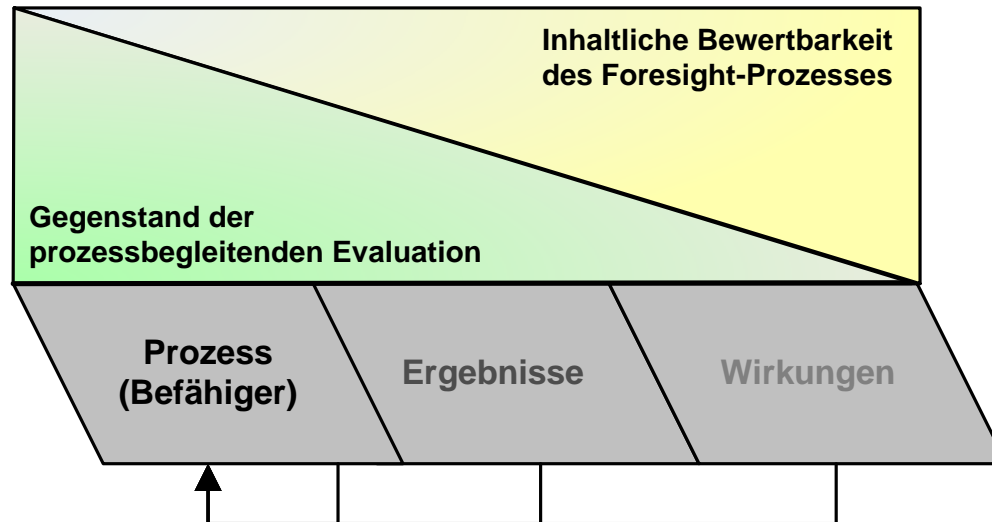 Inhaltliche Bewertbarkeit
des Foresight-Prozesses
Gegenstand der
prozessbegleitenden Evaluation
Prozess
(Befähiger)
Ergebnisse
Wirkungen